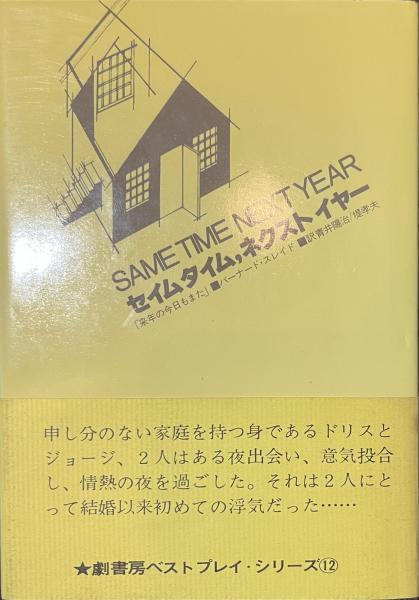 SAME TIME NEXT YEAR
セイムタイム,ネクストイヤー
「来年の今日もまた」■バーナード・スレイド ■訳青井陽治/堤孝夫
申し分のない家庭を持つ身であるドリスと
ジョージ、2人はある夜出会い、意気投合
し、情熱の夜を過ごした。それは2人にと
って結婚以来初めての浮気だった……
★劇書房ベストプレイ・シリーズ⑫